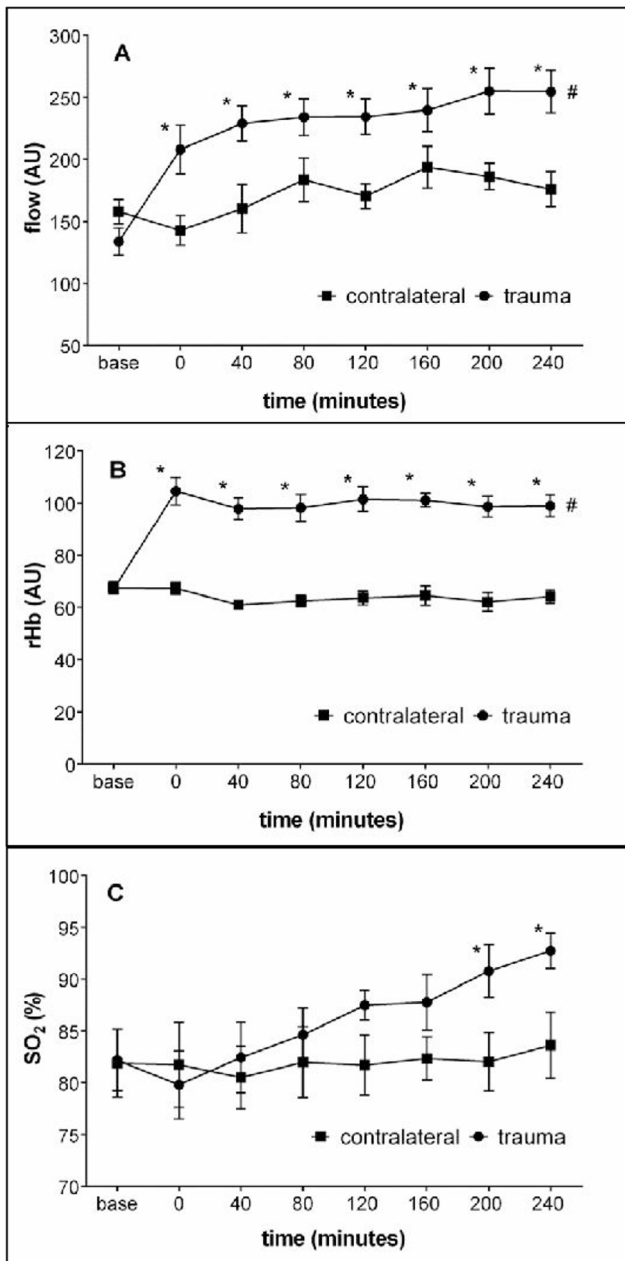 A
flow (AU)
300
250
200
150
100
50
* * * * * * * #
contralateral trauma
base 0 40 80 120 160 200 240
time (minutes)
B
rHb (AU)
120
100
80
60
40
20
0
* * * * * * * #
contralateral trauma
base 0 40 80 120 160 200 240
time (minutes)
C
SO₂ (%)
100
95
90
85
80
75
70
* *
contralateral trauma
base 0 40 80 120 160 200 240
time (minutes)